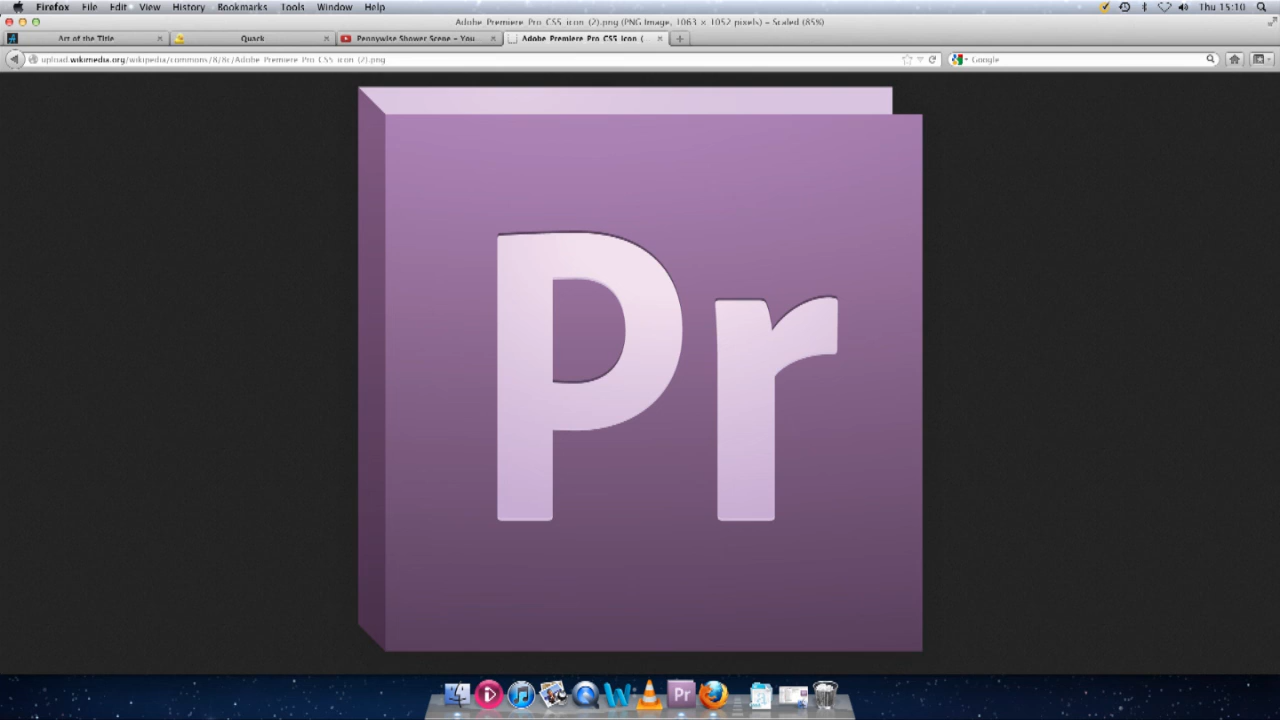 Firefox File Edit View History Bookmarks Tools Window Help Thu 15:10
Adobe Premiere Pro CS5 icon (2).png (PNG Image, 1063 × 1052 pixels) – Scaled (85%)
Art of the Title Quack Pennywise Shower Scene – You Adobe Premiere Pro CS5 icon (
upload.wikimedia.org/wikipedia/commons/8/8c/Adobe Premiere Pro CS5 icon (2).png Google
Pr
Pr